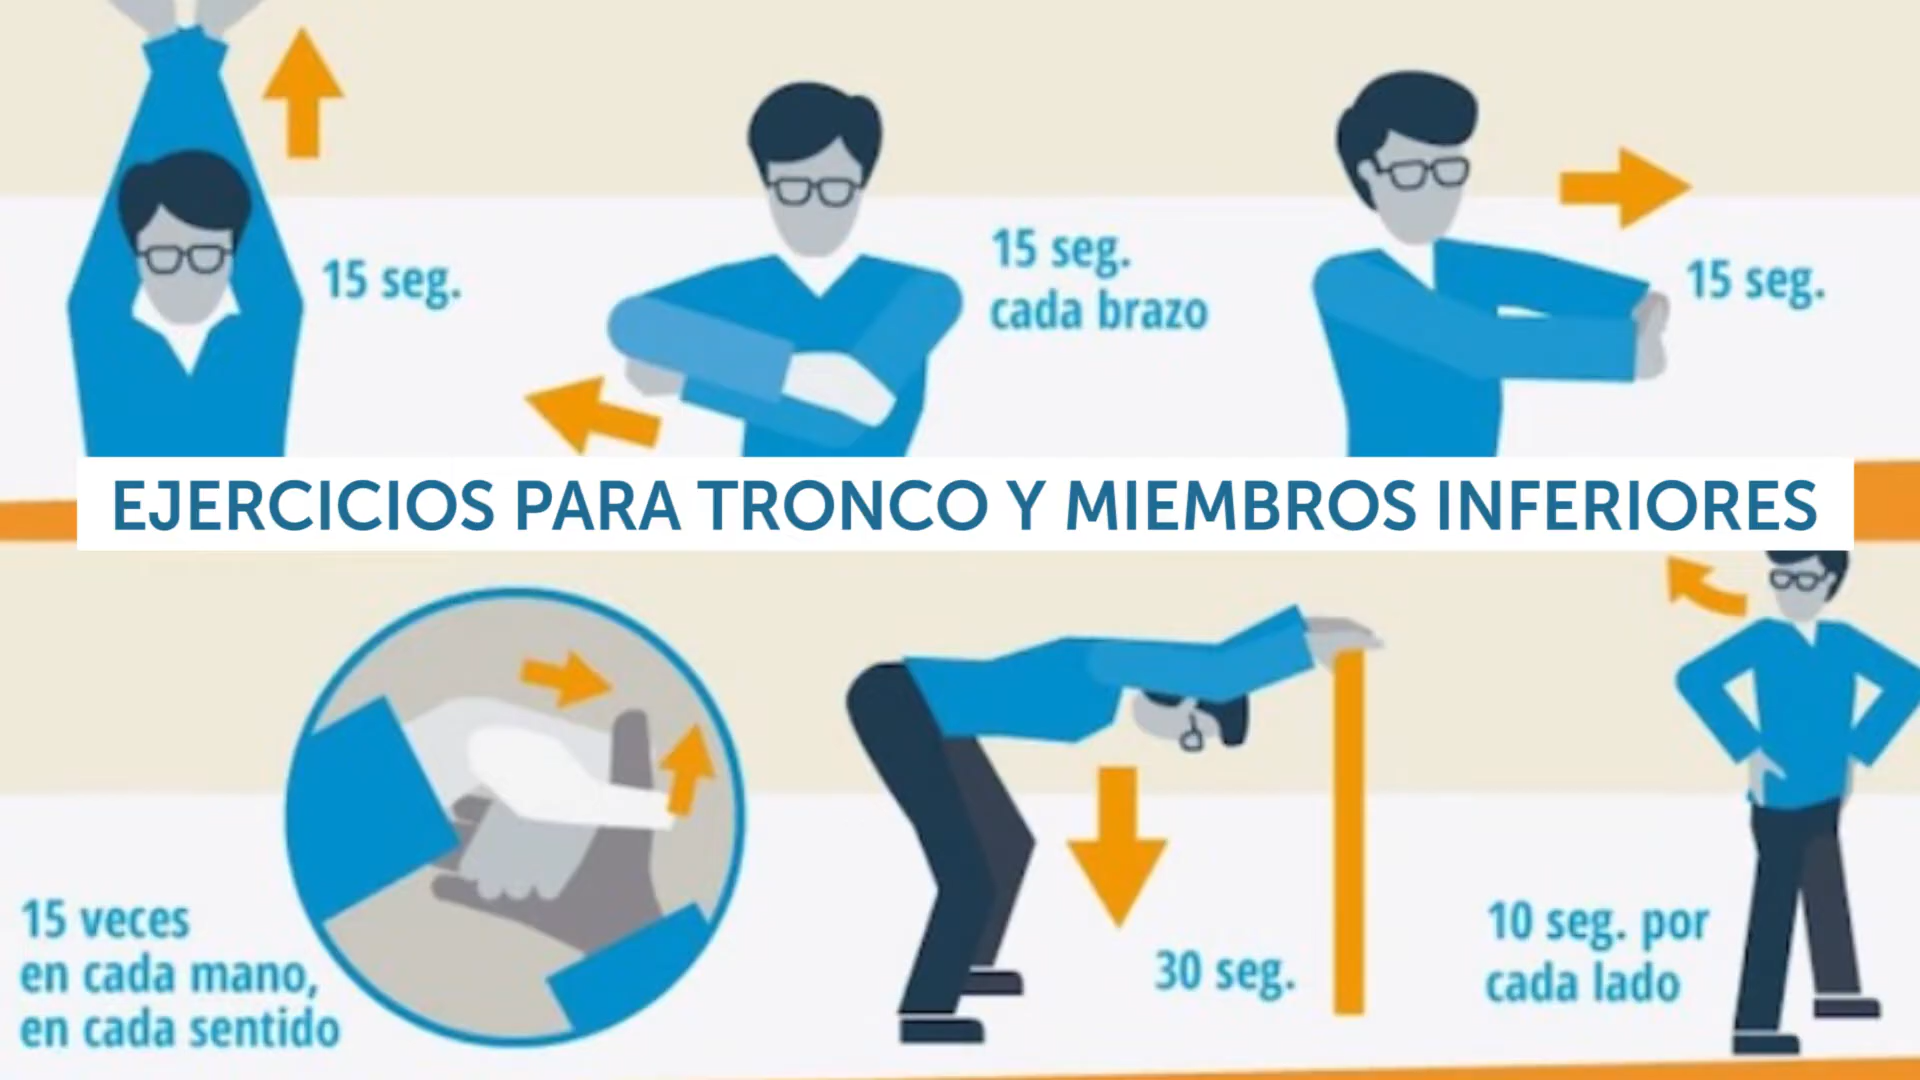 15 seg.
15 seg.
cada brazo
15 seg.
EJERCICIOS PARA TRONCO Y MIEMBROS INFERIORES
15 veces
en cada mano,
en cada sentido
30 seg.
10 seg. por
cada lado